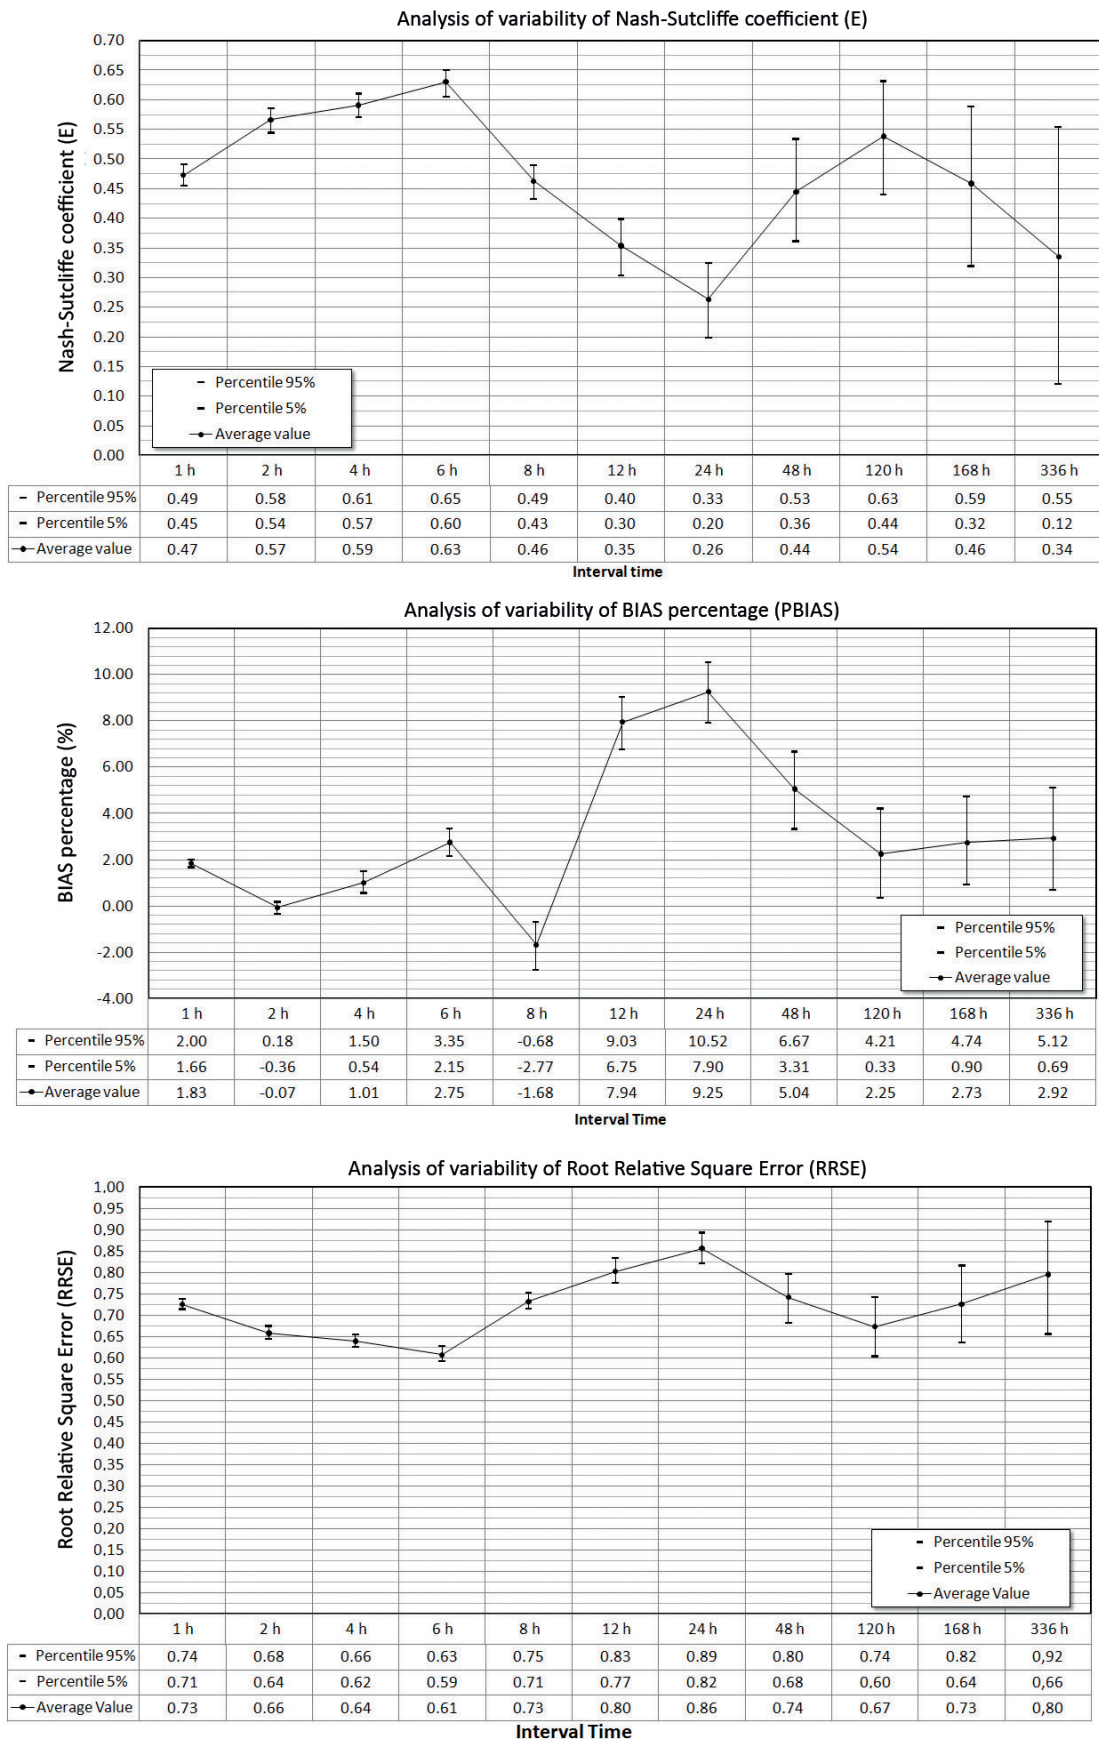 Analysis of variability of Nash-Sutcliffe coefficient (E)
Nash-Sutcliffe coefficient (E)
0.70
0.65
0.60
0.55
0.50
0.45
0.40
0.35
0.30
0.25
0.20
0.15
0.10
0.05
0.00
Percentile 95%
Percentile 5%
Average value
1 h 2 h 4 h 6 h 8 h 12 h 24 h 48 h 120 h 168 h 336 h
Percentile 95% 0.49 0.58 0.61 0.65 0.49 0.40 0.33 0.53 0.63 0.59 0.55
Percentile 5% 0.45 0.54 0.57 0.60 0.43 0.30 0.20 0.36 0.44 0.32 0.12
Average value 0.47 0.57 0.59 0.63 0.46 0.35 0.26 0.44 0.54 0.46 0.34
Interval time
Analysis of variability of BIAS percentage (PBIAS)
BIAS percentage (%)
12.00
10.00
8.00
6.00
4.00
2.00
0.00
-2.00
-4.00
Percentile 95%
Percentile 5%
Average value
1 h 2 h 4 h 6 h 8 h 12 h 24 h 48 h 120 h 168 h 336 h
Percentile 95% 2.00 0.18 1.50 3.35 -0.68 9.03 10.52 6.67 4.21 4.74 5.12
Percentile 5% 1.66 -0.36 0.54 2.15 -2.77 6.75 7.90 3.31 0.33 0.90 0.69
Average value 1.83 -0.07 1.01 2.75 -1.68 7.94 9.25 5.04 2.25 2.73 2.92
Interval Time
Analysis of variability of Root Relative Square Error (RRSE)
Root Relative Square Error (RRSE)
1,00
0,95
0,90
0,85
0,80
0,75
0,70
0,65
0,60
0,55
0,50
0,45
0,40
0,35
0,30
0,25
0,20
0,15
0,10
0,05
0,00
Percentile 95%
Percentile 5%
Average Value
1 h 2 h 4 h 6 h 8 h 12 h 24 h 48 h 120 h 168 h 336 h
Percentile 95% 0.74 0.68 0.66 0.63 0.75 0.83 0.89 0.80 0.74 0.82 0,92
Percentile 5% 0.71 0.64 0.62 0.59 0.71 0.77 0.82 0.68 0.60 0.64 0,66
Average Value 0.73 0.66 0.64 0.61 0.73 0.80 0.86 0.74 0.67 0.73 0,80
Interval Time